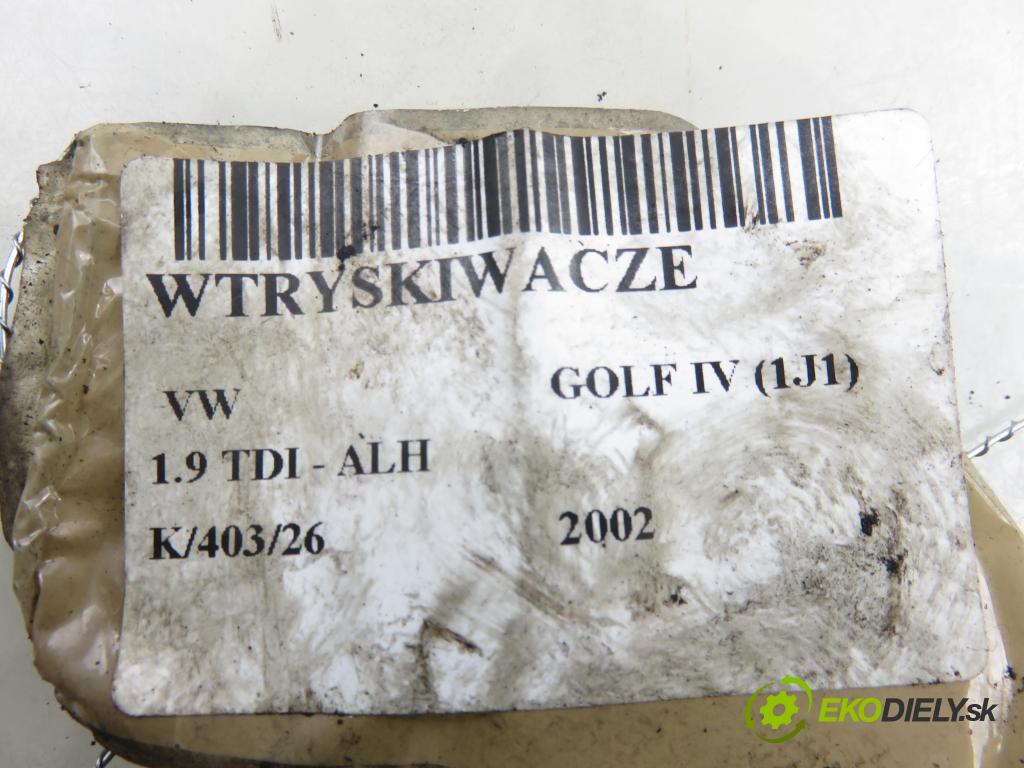 WTRYSKIWACZE
VW GOLF IV (1J1)
1.9 TDI - ALH
K/403/26 2002
EKODIELY.sk